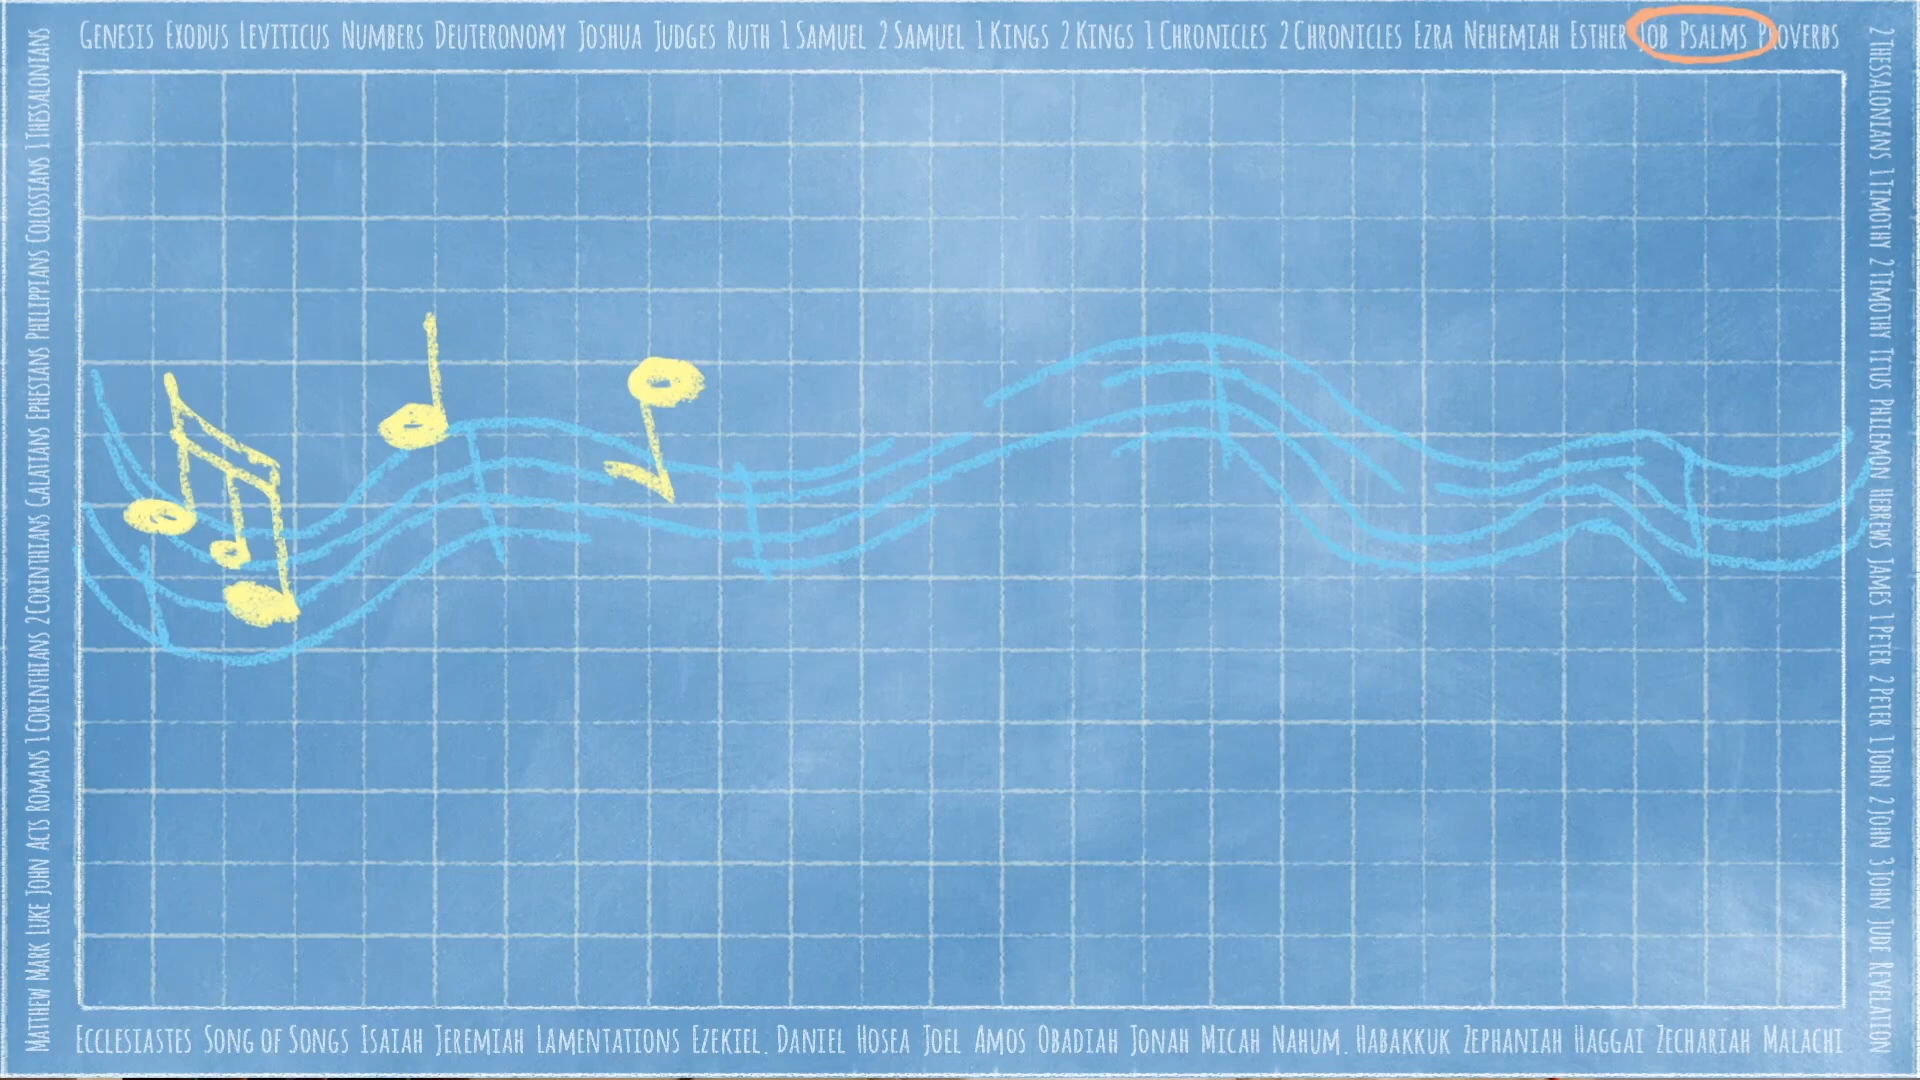 GENESIS EXODUS LEVITICUS NUMBERS DEUTERONOMY JOSHUA JUDGES RUTH 1 SAMUEL 2 SAMUEL 1 KINGS 2 KINGS 1 CHRONICLES 2 CHRONICLES EZRA NEHEMIAH ESTHER JOB PSALMS PROVERBS
ECCLESIASTES SONG OF SONGS ISAIAH JEREMIAH LAMENTATIONS EZEKIEL. DANIEL HOSEA JOEL AMOS OBADIAH JONAH MICAH NAHUM. HABAKKUK ZEPHANIAH HAGGAI ZECHARIAH MALACHI
MATTHEW MARK LUKE JOHN ACTS ROMANS 1 CORINTHIANS 2 CORINTHIANS GALATIANS EPHESIANS PHILIPPIANS COLOSSIANS 1 THESSALONIANS
2 THESSALONIANS 1 TIMOTHY 2 TIMOTHY TITUS PHILEMON HEBREWS JAMES 1 PETER 2 PETER 1 JOHN 2 JOHN 3 JOHN JUDE REVELATION